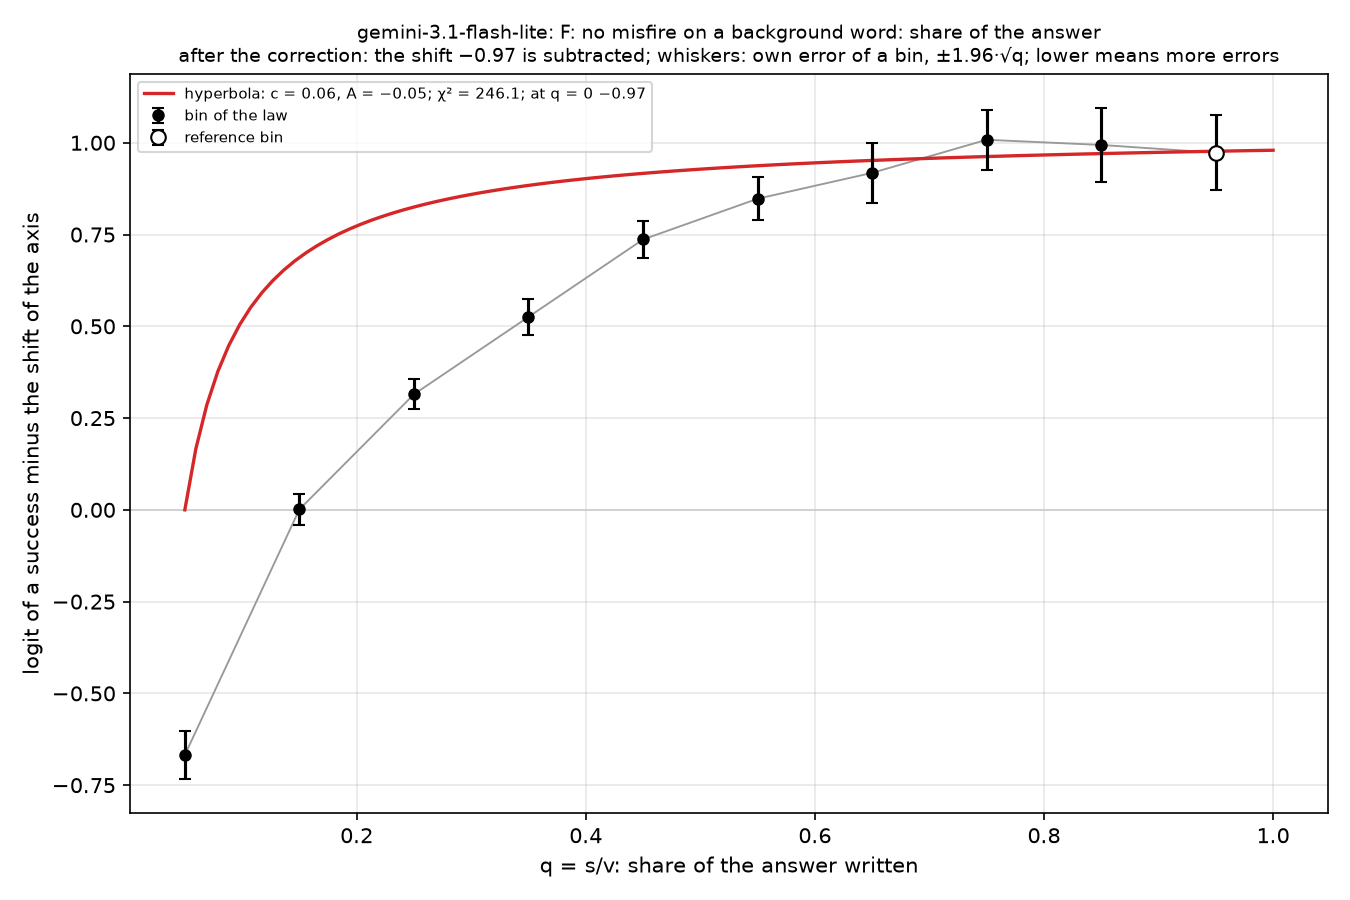 gemini-3.1-flash-lite: F: no misfire on a background word: share of the answer
after the correction: the shift −0.97 is subtracted; whiskers: own error of a bin, ±1.96·√q; lower means more errors
hyperbola: c = 0.06, A = −0.05; χ² = 246.1; at q = 0 −0.97
bin of the law
reference bin
logit of a success minus the shift of the axis
1.00
0.75
0.50
0.25
0.00
−0.25
−0.50
−0.75
0.2 0.4 0.6 0.8 1.0
q = s/v: share of the answer written